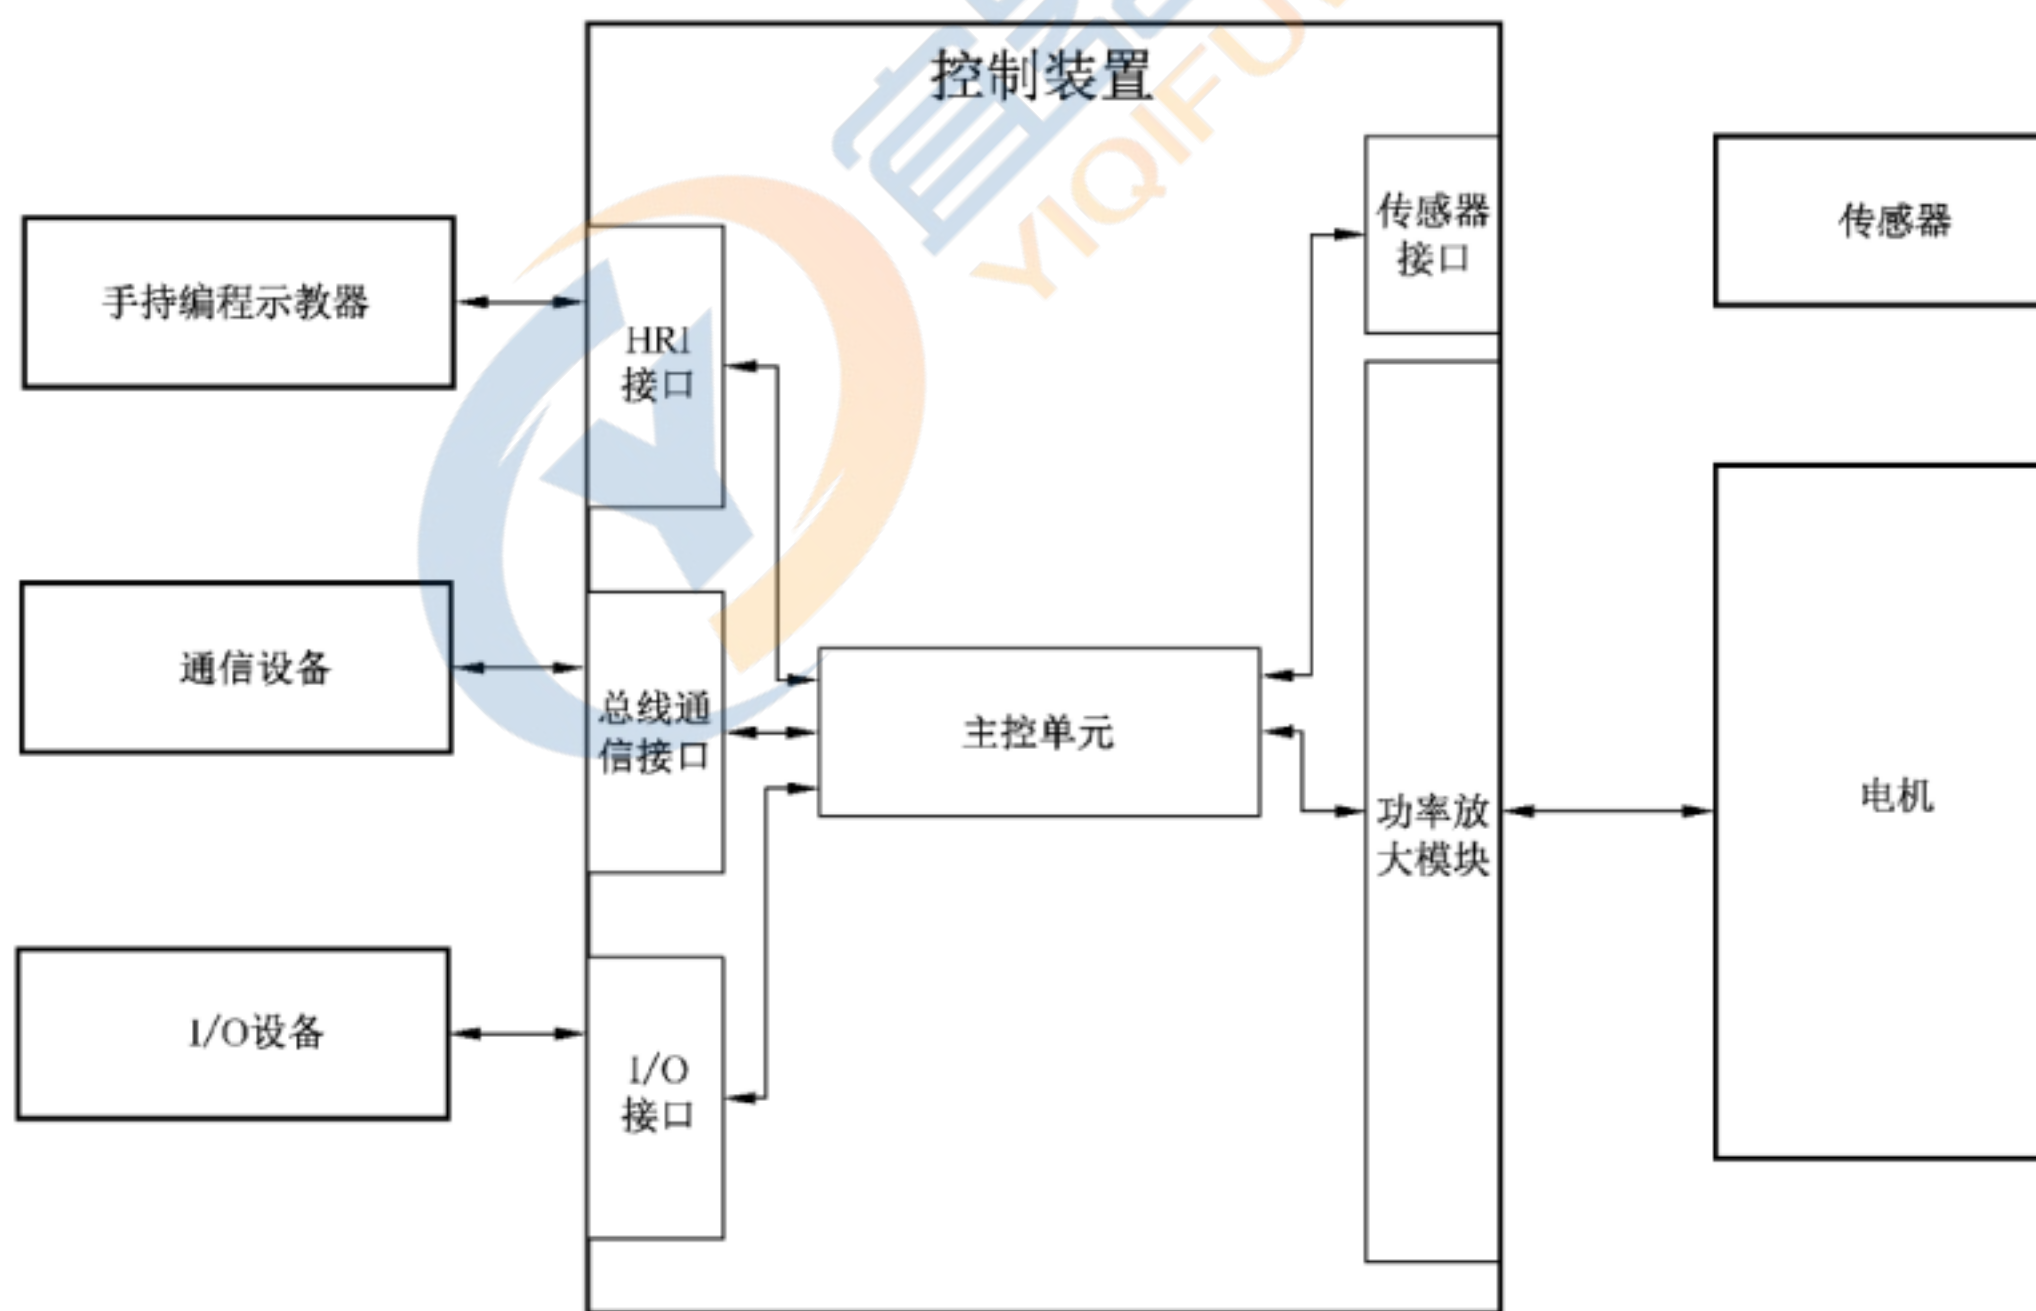 控制装置
手持编程示教器
HRI
接口
传感器
接口
传感器
通信设备
总线通
信接口
主控单元
功率放
大模块
电机
I/O设备
I/O
接口
YIQIFU